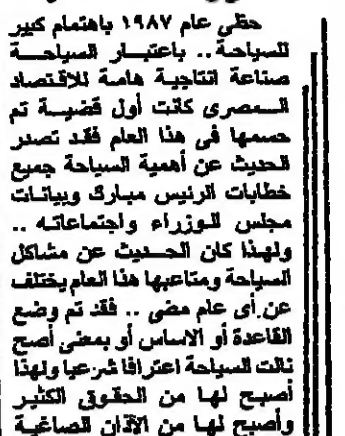 حظى عام ١٩٨٧ باهتمام كبير
للسياحة .. باعتبار السياحة
صناعة انتاجية هامة للاقتصاد
المصرى كانت أول قضية تم
حسمها فى هذا العام فقد تصدر
الحديث عن أهمية السياحة جميع
خطابات الرئيس مبارك وبيانات
مجلس الوزراء واجتماعاته ..
ولهذا كان الحديث عن مشاكل
السياحة ومتاعبها هذا العام يختلف
عن أى عام مضى .. فقد تم وضع
القاعدة أو الاساس أو بمعنى أصح
نالت السياحة اعترافا شرعيا ولهذا
أصبح لها من الحقوق الكثير
وأصبح لها من الآذان الصاغية